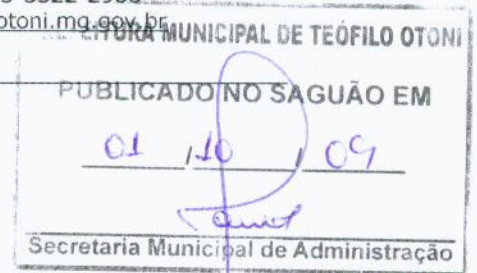 otoni.mg.gov.br
MUNICIPAL DE TEÓFILO OTONI
PUBLICADO NO SAGUÃO EM
01 / 10 / 09
Secretaria Municipal de Administração